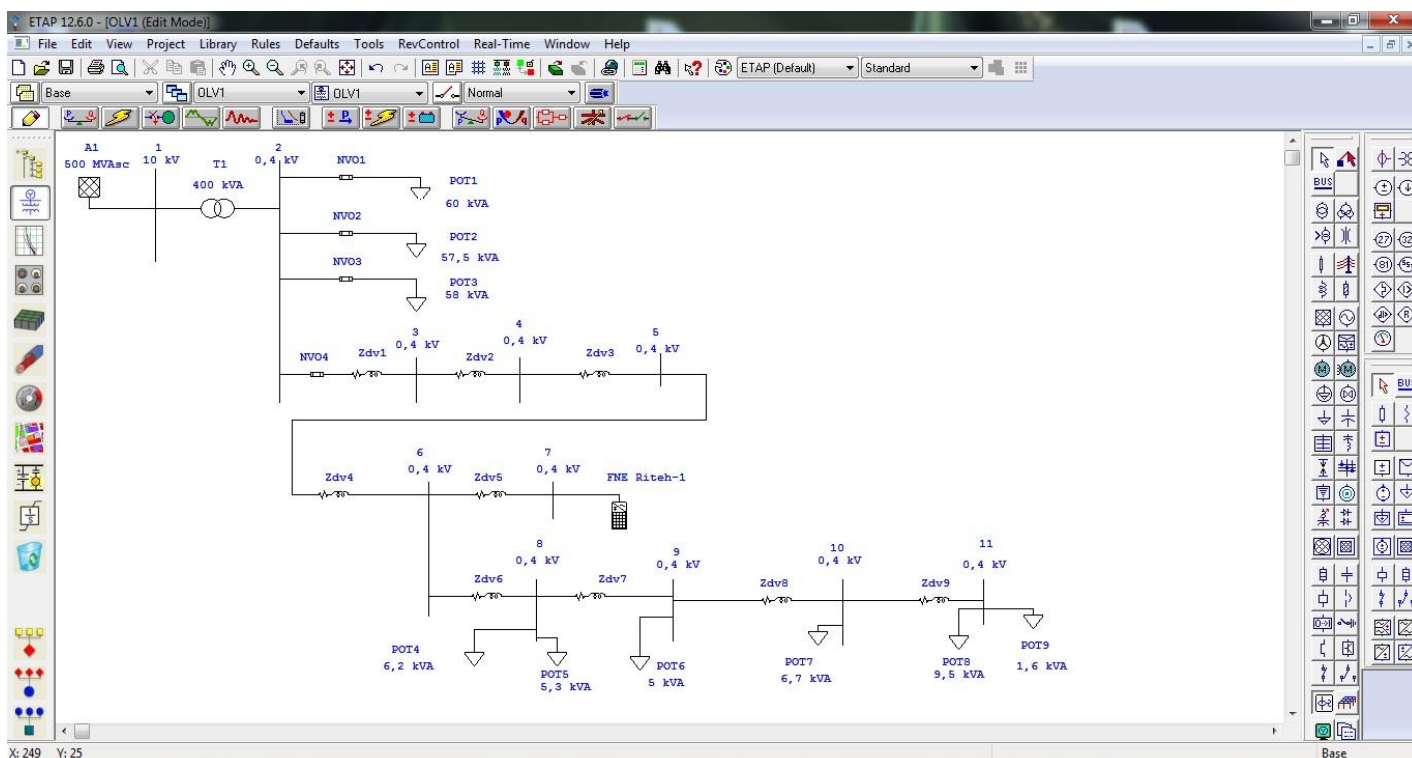 ETAP 12.6.0 - [OLV1 (Edit Mode)]
File Edit View Project Library Rules Defaults Tools RevControl Real-Time Window Help
ETAP (Default) Standard
Base OLV1 OLV1 Normal
A1 1 2 NVO1
500 MVAsc 10 kV T1 0,4 kV
400 kVA
POT1
60 kVA
NVO2
POT2
57,5 kVA
NVO3
POT3
58 kVA
3 4 5
0,4 kV 0,4 kV 0,4 kV
NVO4 Zdv1 Zdv2 Zdv3
6 7
0,4 kV 0,4 kV
Zdv4 Zdv5 FNE Riteh-1
8 9 10 11
0,4 kV 0,4 kV 0,4 kV 0,4 kV
Zdv6 Zdv7 Zdv8 Zdv9
POT4
6,2 kVA
POT5
5,3 kVA
POT6
5 kVA
POT7
6,7 kVA
POT8
9,5 kVA
POT9
1,6 kVA
BUS
BUS
X: 249 Y: 25
Base